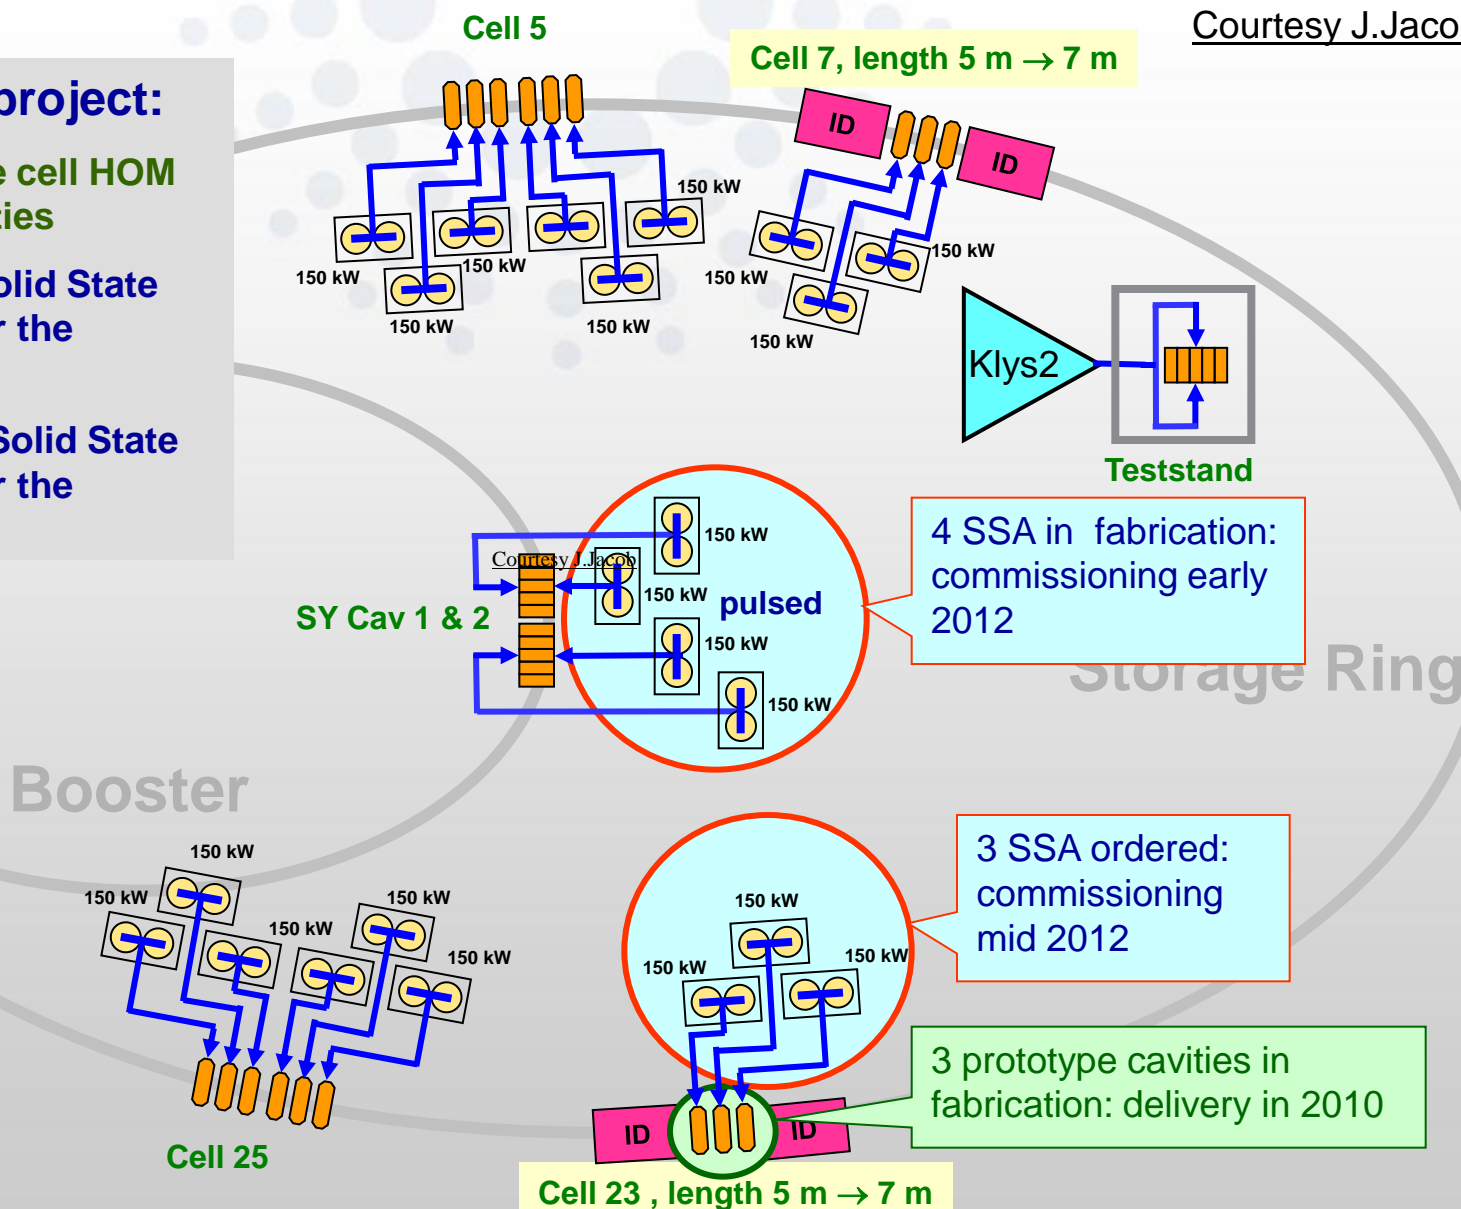 Courtesy J.Jaco
Cell 5
Cell 7, length 5 m → 7 m
project:
e cell HOM
ties
olid State
r the
Solid State
r the
ID
ID
150 kW
150 kW
150 kW
150 kW
150 kW
150 kW
150 kW
150 kW
Klys2
Teststand
150 kW
Courtesy J.Jacob
150 kW
pulsed
SY Cav 1 & 2
150 kW
150 kW
4 SSA in fabrication:
commissioning early
2012
Storage Ring
Booster
150 kW
150 kW
150 kW
150 kW
150 kW
150 kW
150 kW
150 kW
3 SSA ordered:
commissioning
mid 2012
3 prototype cavities in
fabrication: delivery in 2010
ID
ID
Cell 25
Cell 23 , length 5 m → 7 m